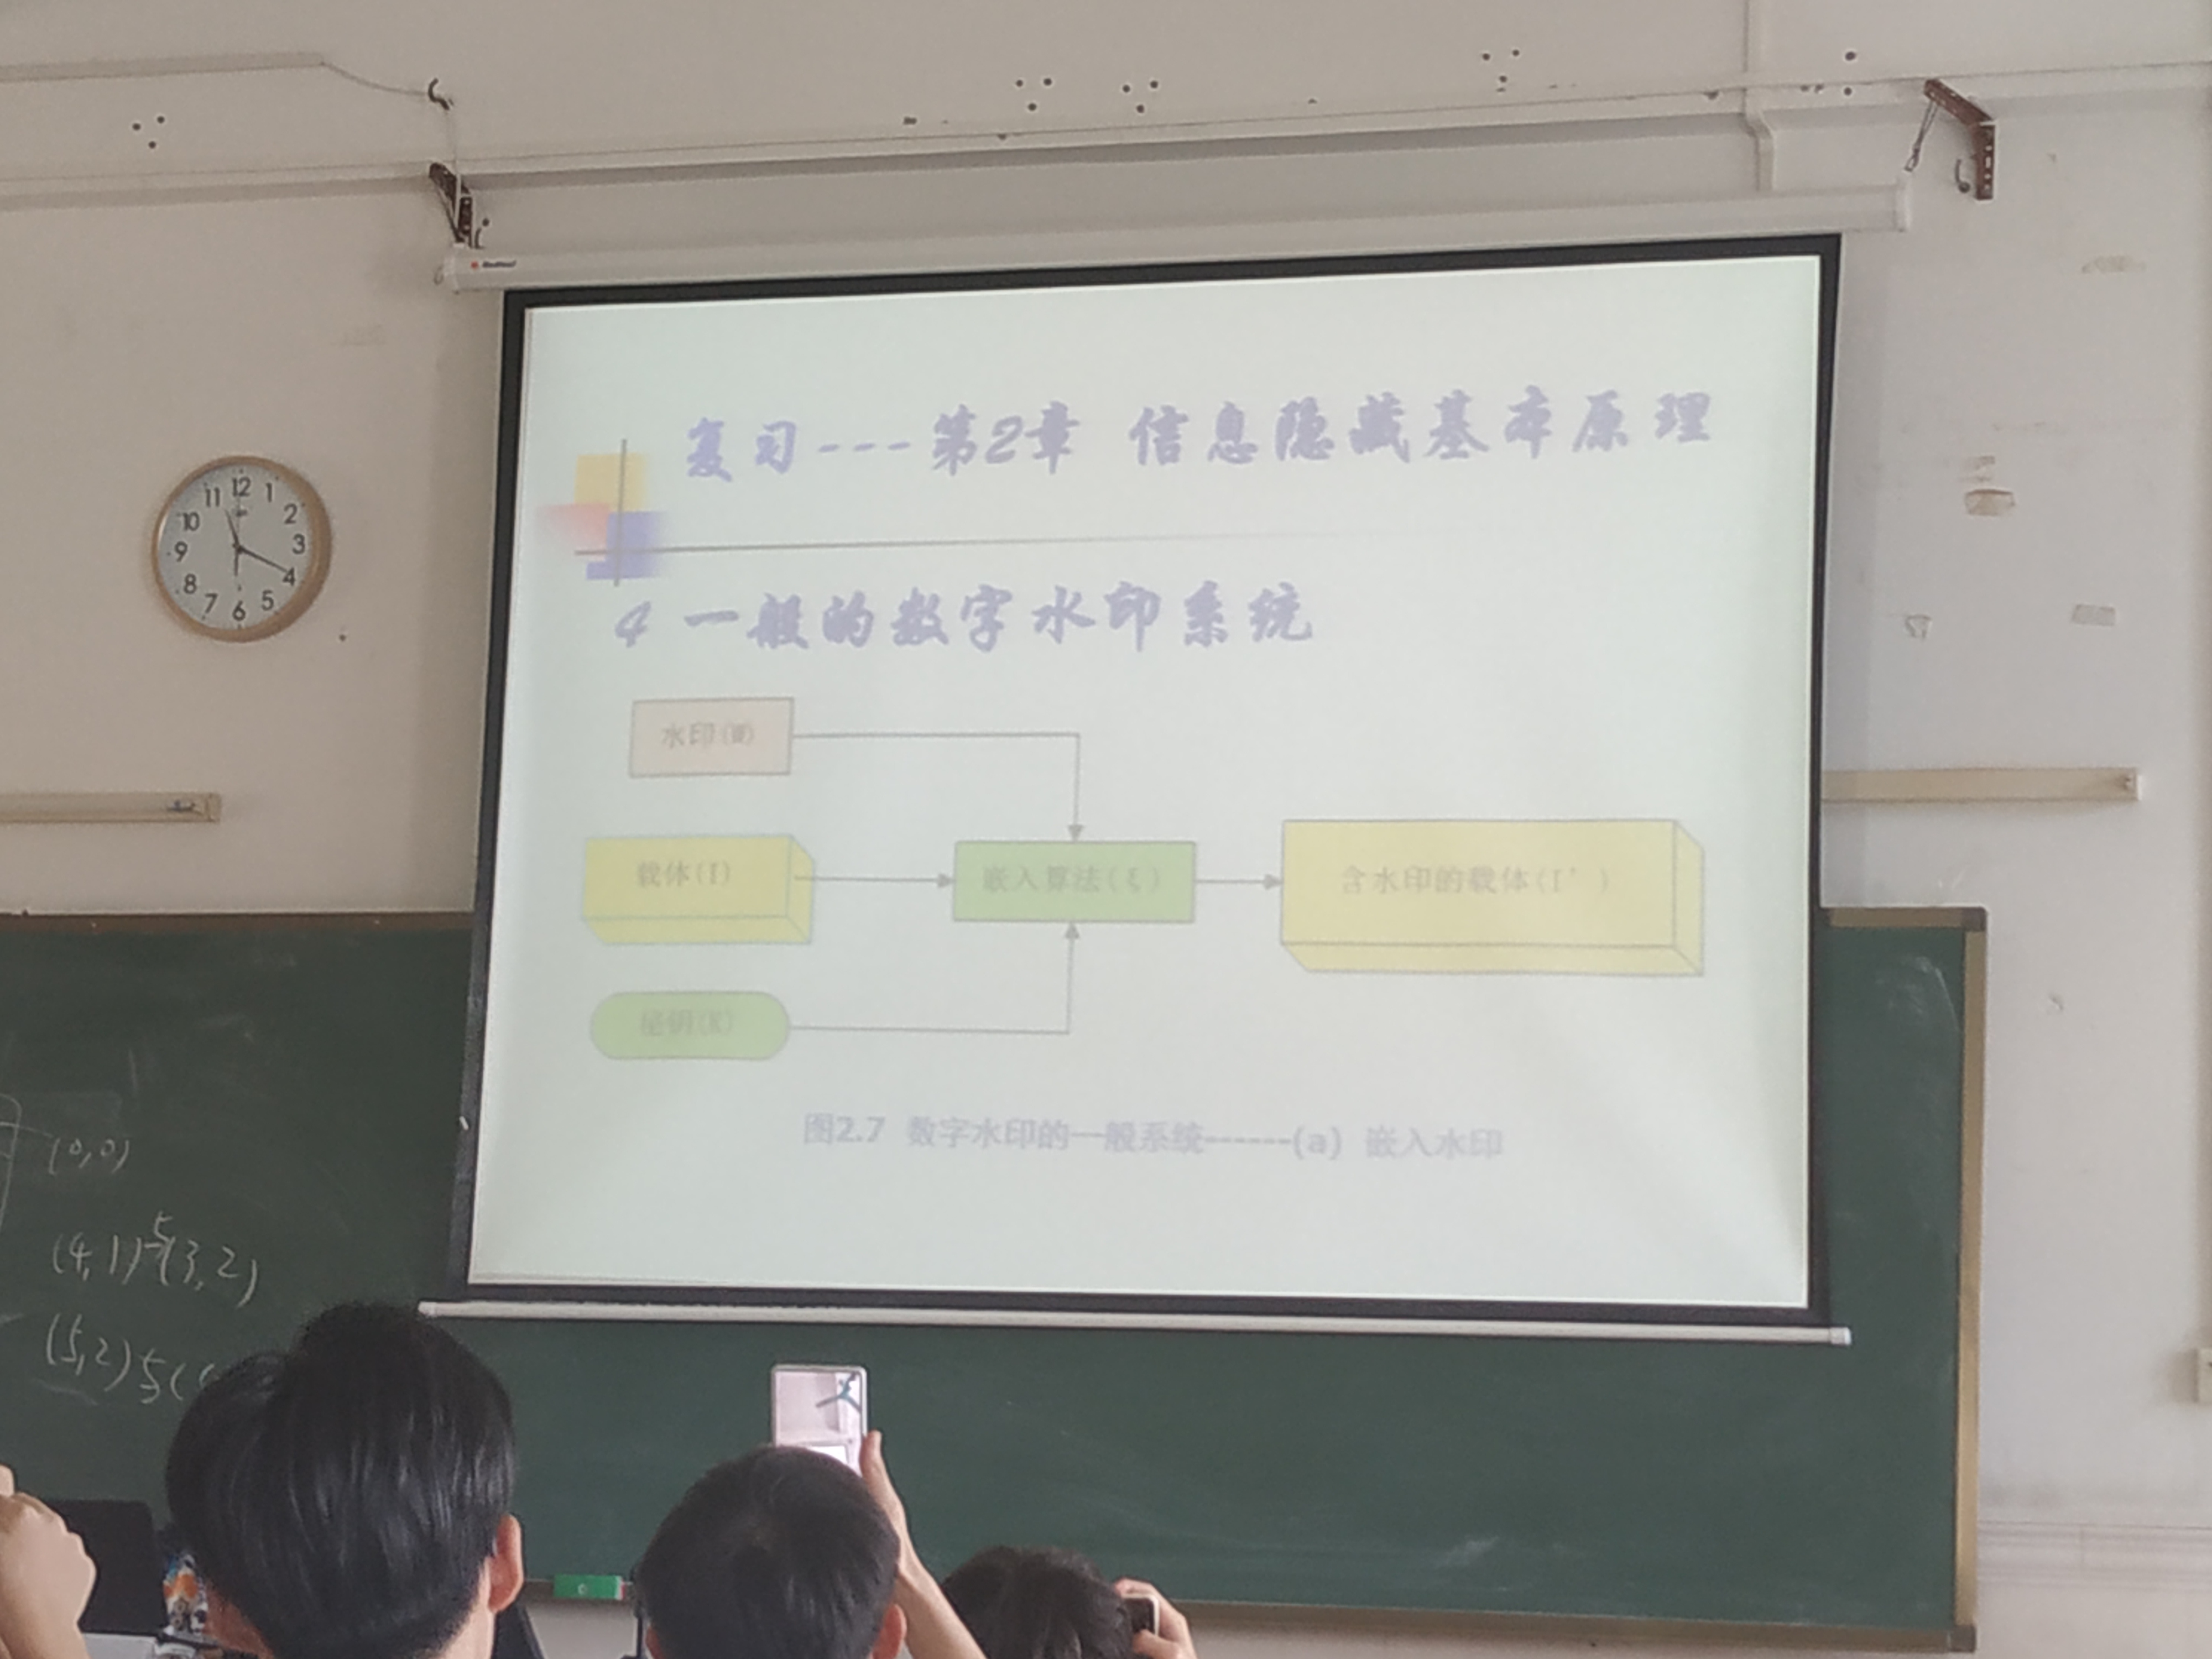 复习---第2章 信息隐藏基本原理
4 一般的数字水印系统
水印(W)
载体(I)
嵌入算法(ξ)
含水印的载体(I')
密钥(K)
图2.7 数字水印的一般系统------(a) 嵌入水印
12
1
2
3
4
5
6
7
8
9
10
11
(0,0)
(4,1) 5 (3,2)
(5,2) 5 (